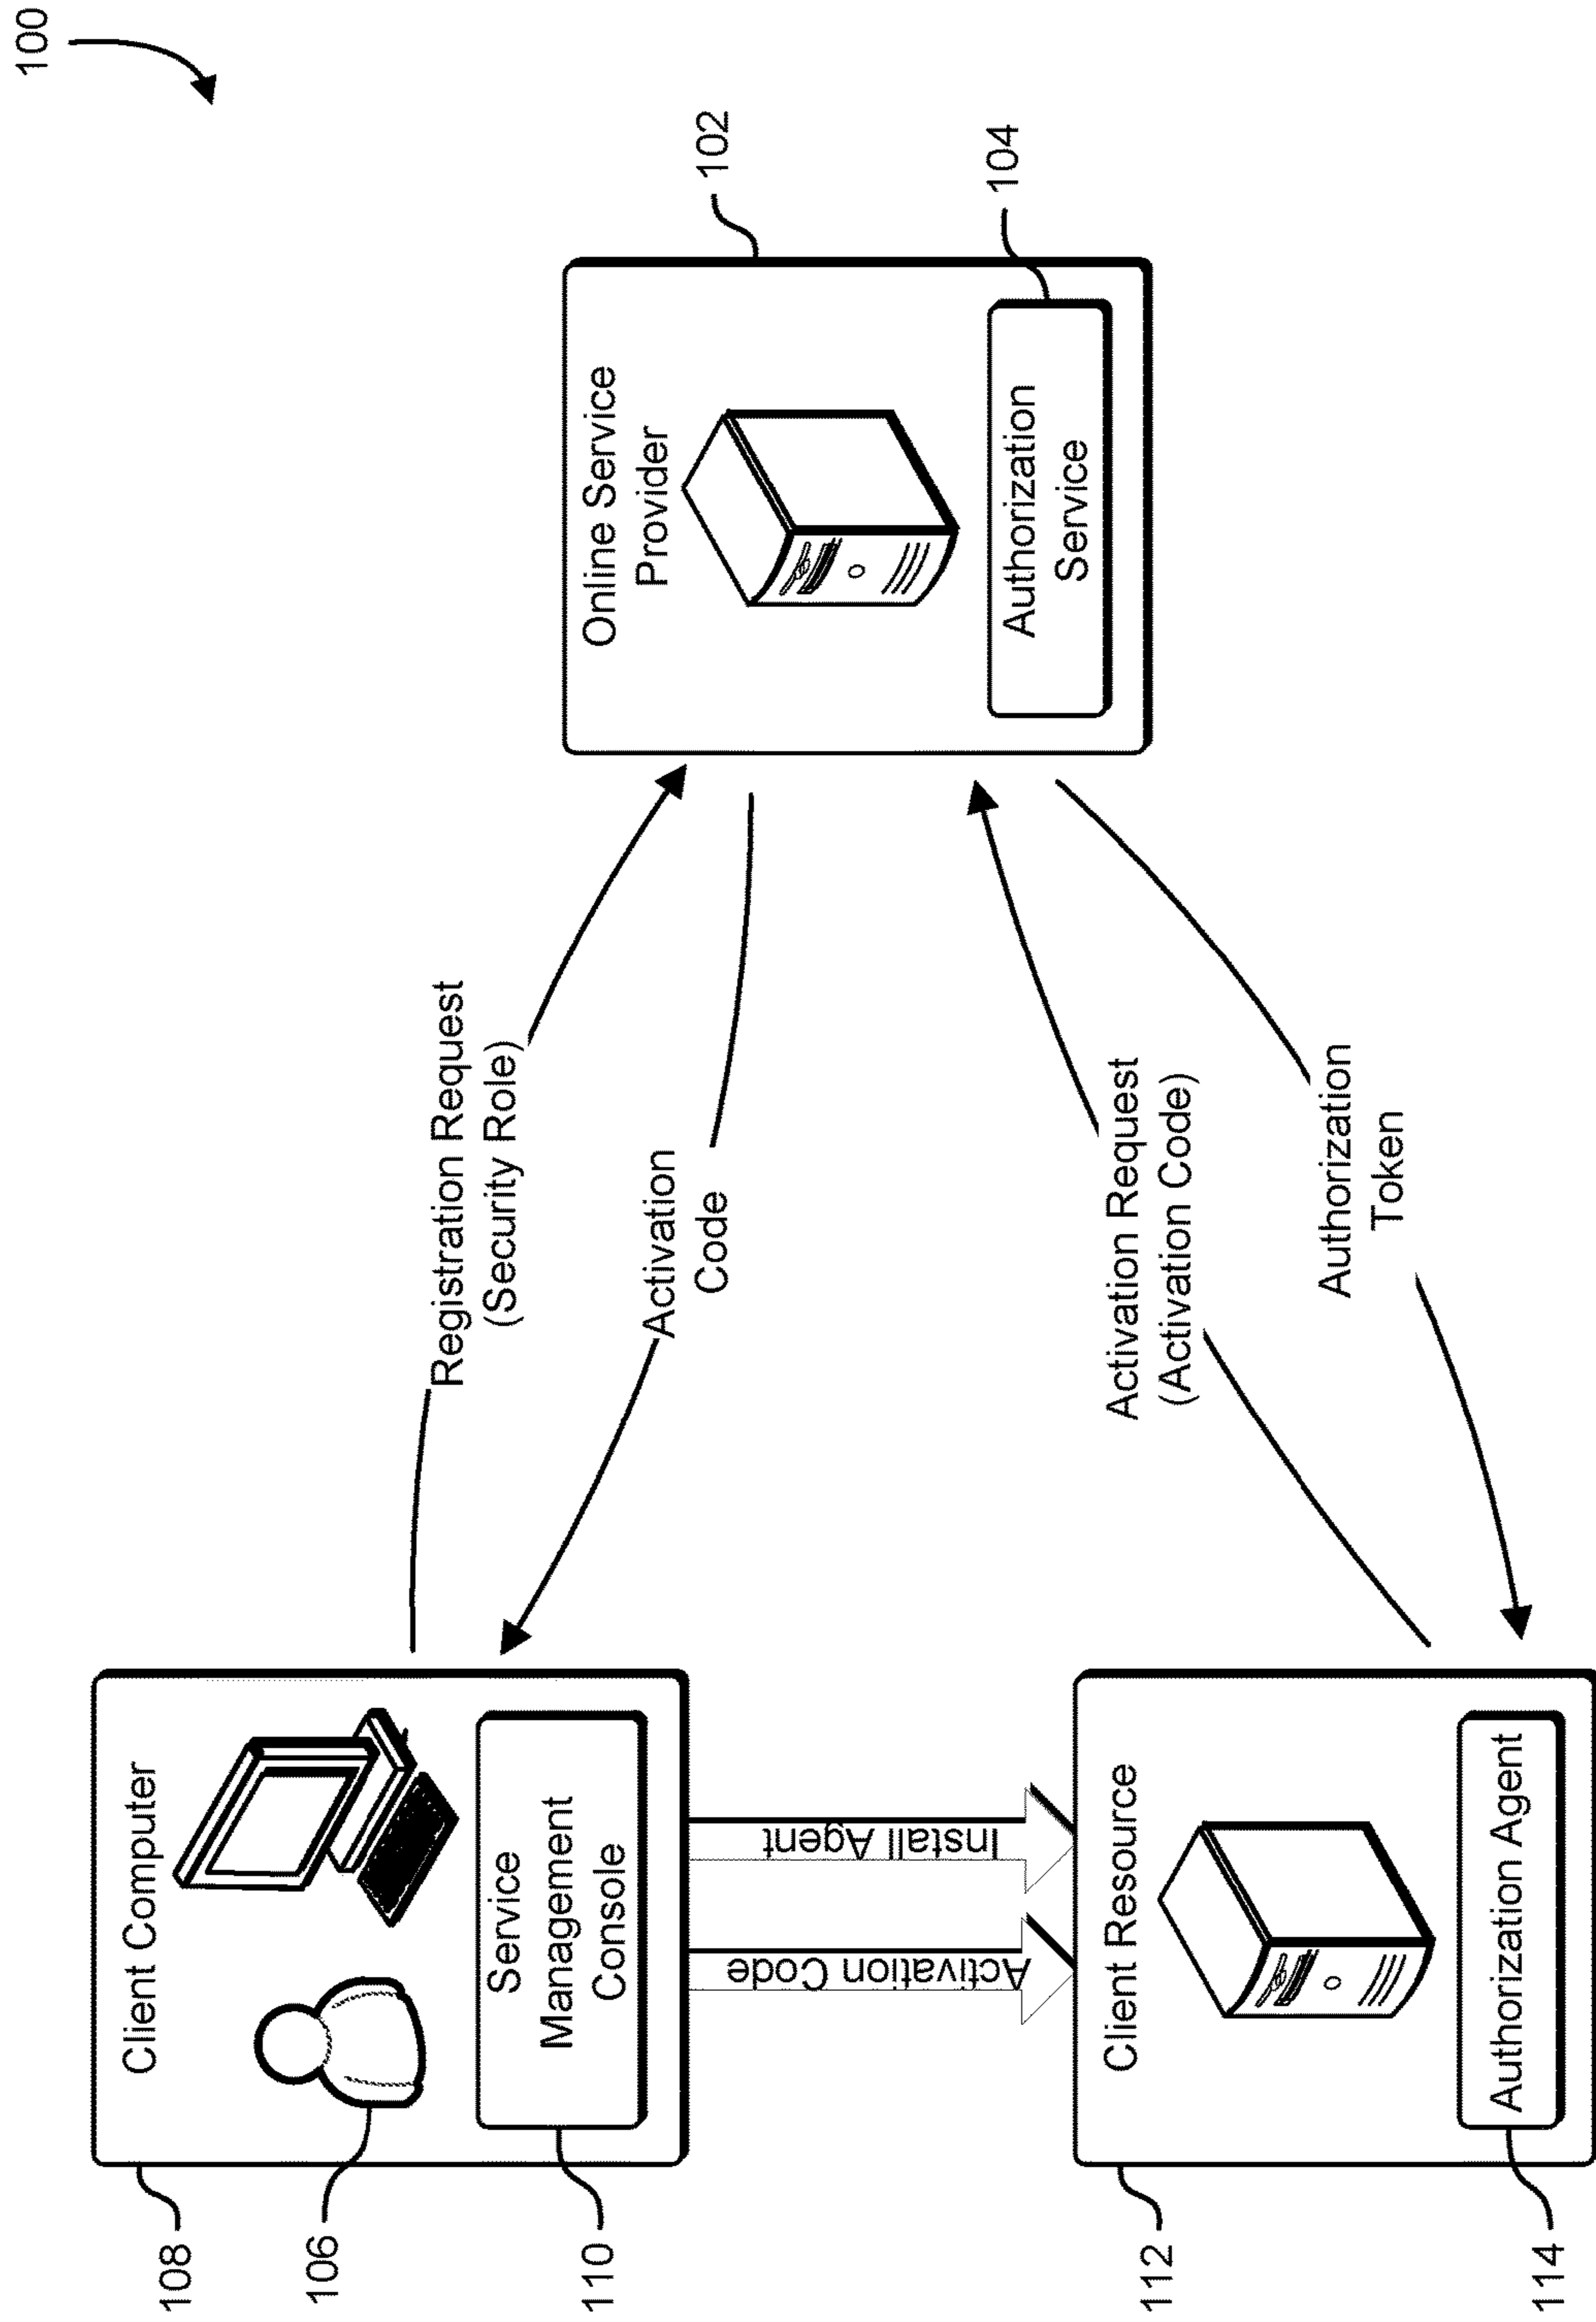 100
108
Client Computer
106
110
Service
Management
Console
Registration Request
(Security Role)
Activation
Code
Online Service
Provider
102
Authorization
Service
104
Activation Code
Install Agent
112
Client Resource
114
Authorization Agent
Activation Request
(Activation Code)
Authorization
Token